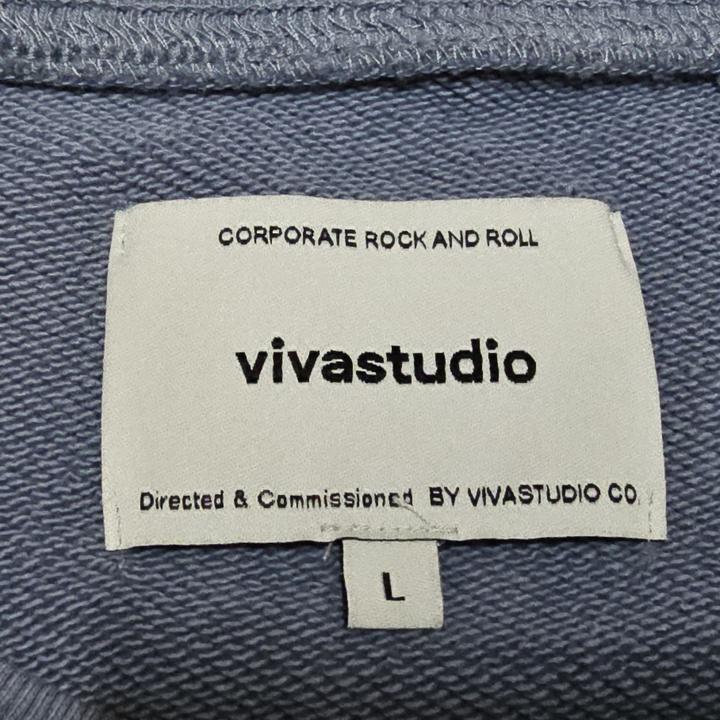 CORPORATE ROCK AND ROLL
vivastudio
Directed & Commissioned BY VIVASTUDIO CO.
L